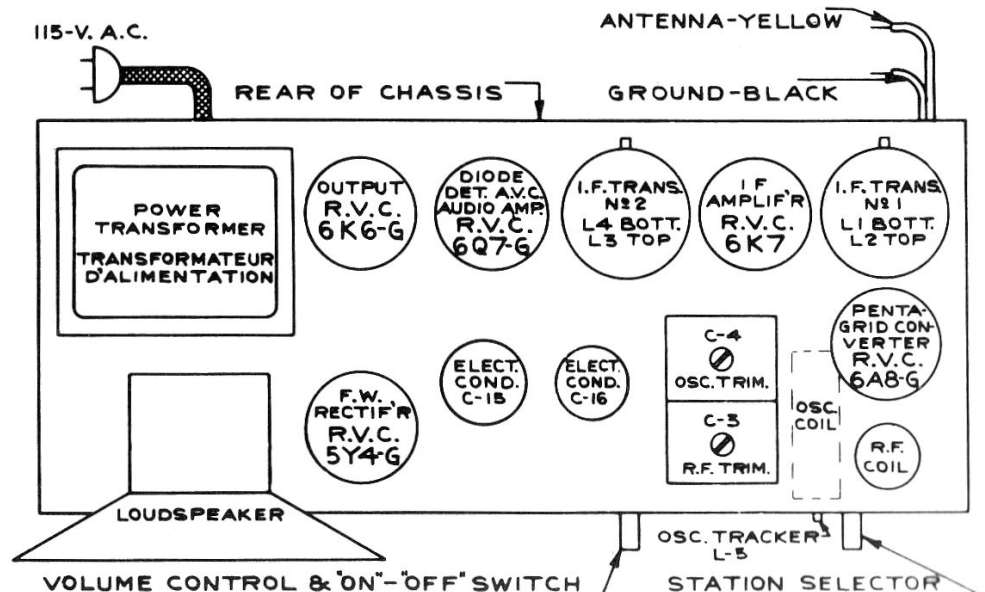 115-V. A.C.
ANTENNA-YELLOW
REAR OF CHASSIS
GROUND-BLACK
POWER
TRANSFORMER
TRANSFORMATEUR
D'ALIMENTATION
OUTPUT
R.V.C.
6K6-G
DIODE
DET. A.V.C.
AUDIO AMP.
R.V.C.
6Q7-G
I.F. TRANS.
Nº 2
L4 BOTT.
L3 TOP
I F
AMPLIF'R
R.V.C.
6K7
I.F. TRANS.
Nº 1
L1 BOTT.
L2 TOP
PENTA-
GRID CON-
VERTER
R.V.C.
6A8-G
F.W.
RECTIF'R
R.V.C.
5Y4-G
ELECT.
COND.
C-15
ELECT.
COND.
C-16
C-4
OSC. TRIM.
C-3
R.F. TRIM.
OSC.
COIL
R.F.
COIL
LOUDSPEAKER
OSC. TRACKER
L-5
VOLUME CONTROL & "ON"-"OFF" SWITCH
STATION SELECTOR